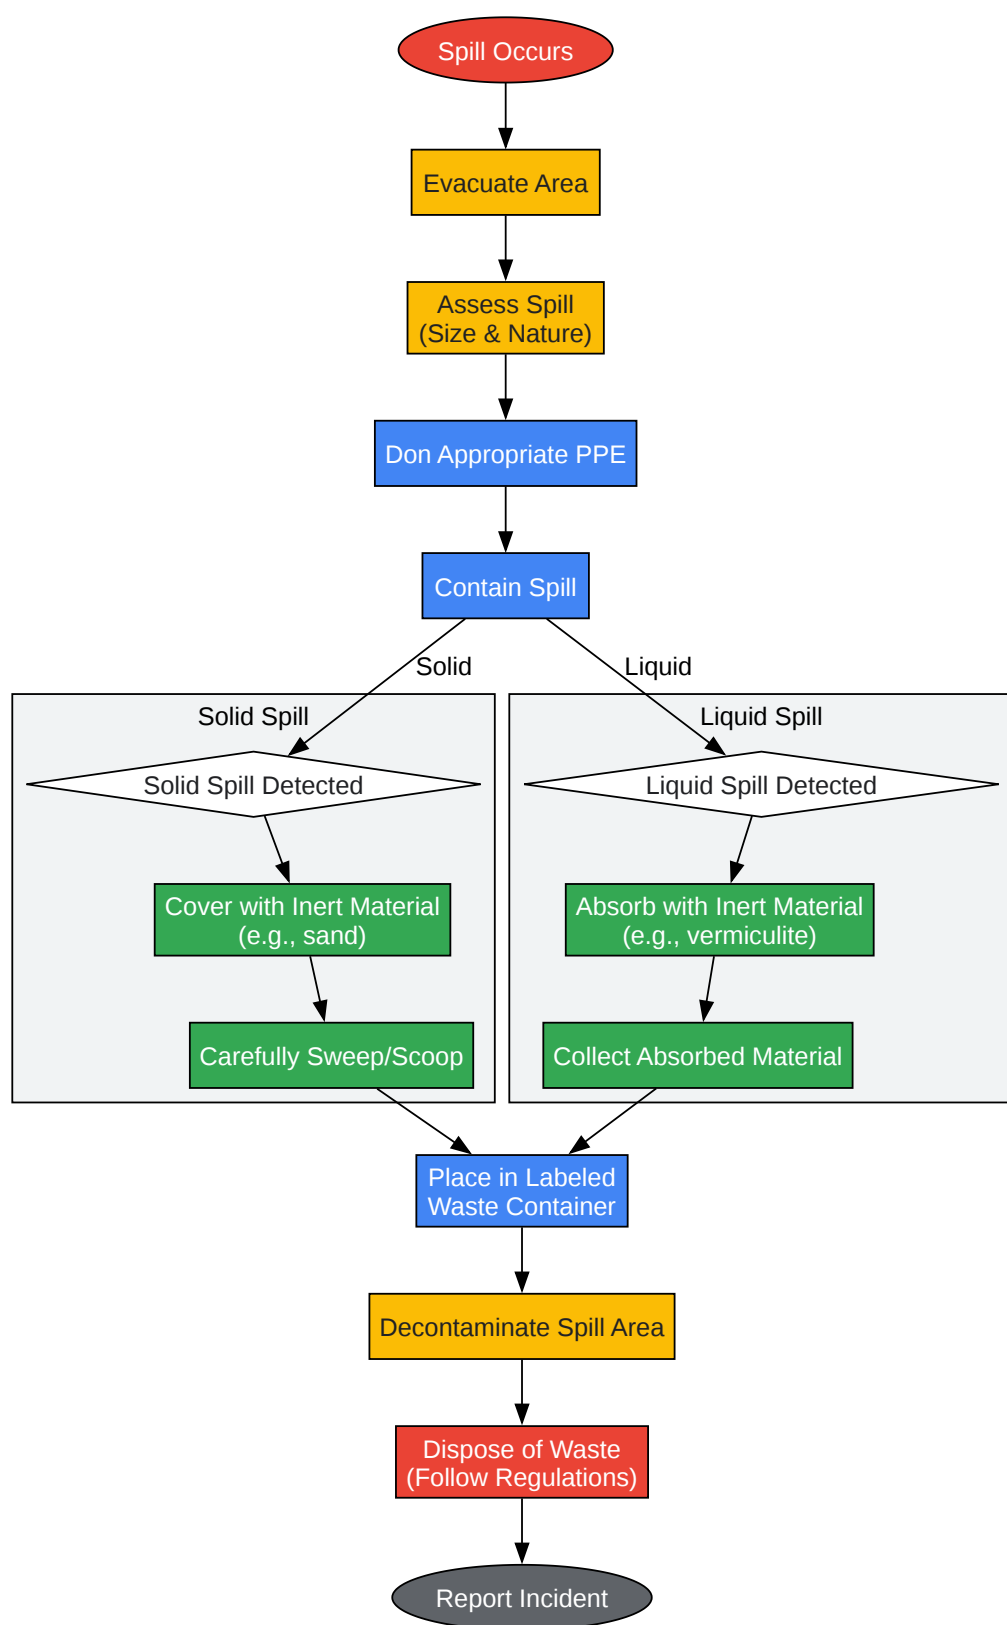 Spill Occurs
Evacuate Area
Assess Spill
(Size & Nature)
Don Appropriate PPE
Contain Spill
Solid
Liquid
Solid Spill
Liquid Spill
Solid Spill Detected
Liquid Spill Detected
Cover with Inert Material
(e.g., sand)
Absorb with Inert Material
(e.g., vermiculite)
Carefully Sweep/Scoop
Collect Absorbed Material
Place in Labeled
Waste Container
Decontaminate Spill Area
Dispose of Waste
(Follow Regulations)
Report Incident